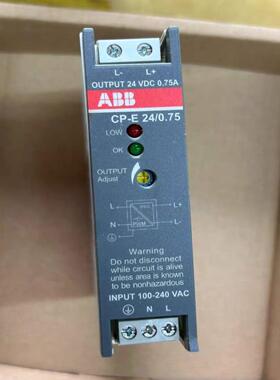 L- L+
OUTPUT 24 VDC 0.75A
ABB
CP-E 24/0.75
LOW
OK
OUTPUT
Adjust
L L+
N PWM L-
Warning
Do not disconnect
while circuit is alive
unless area is known
to be nonhazardous
INPUT 100-240 VAC
N L